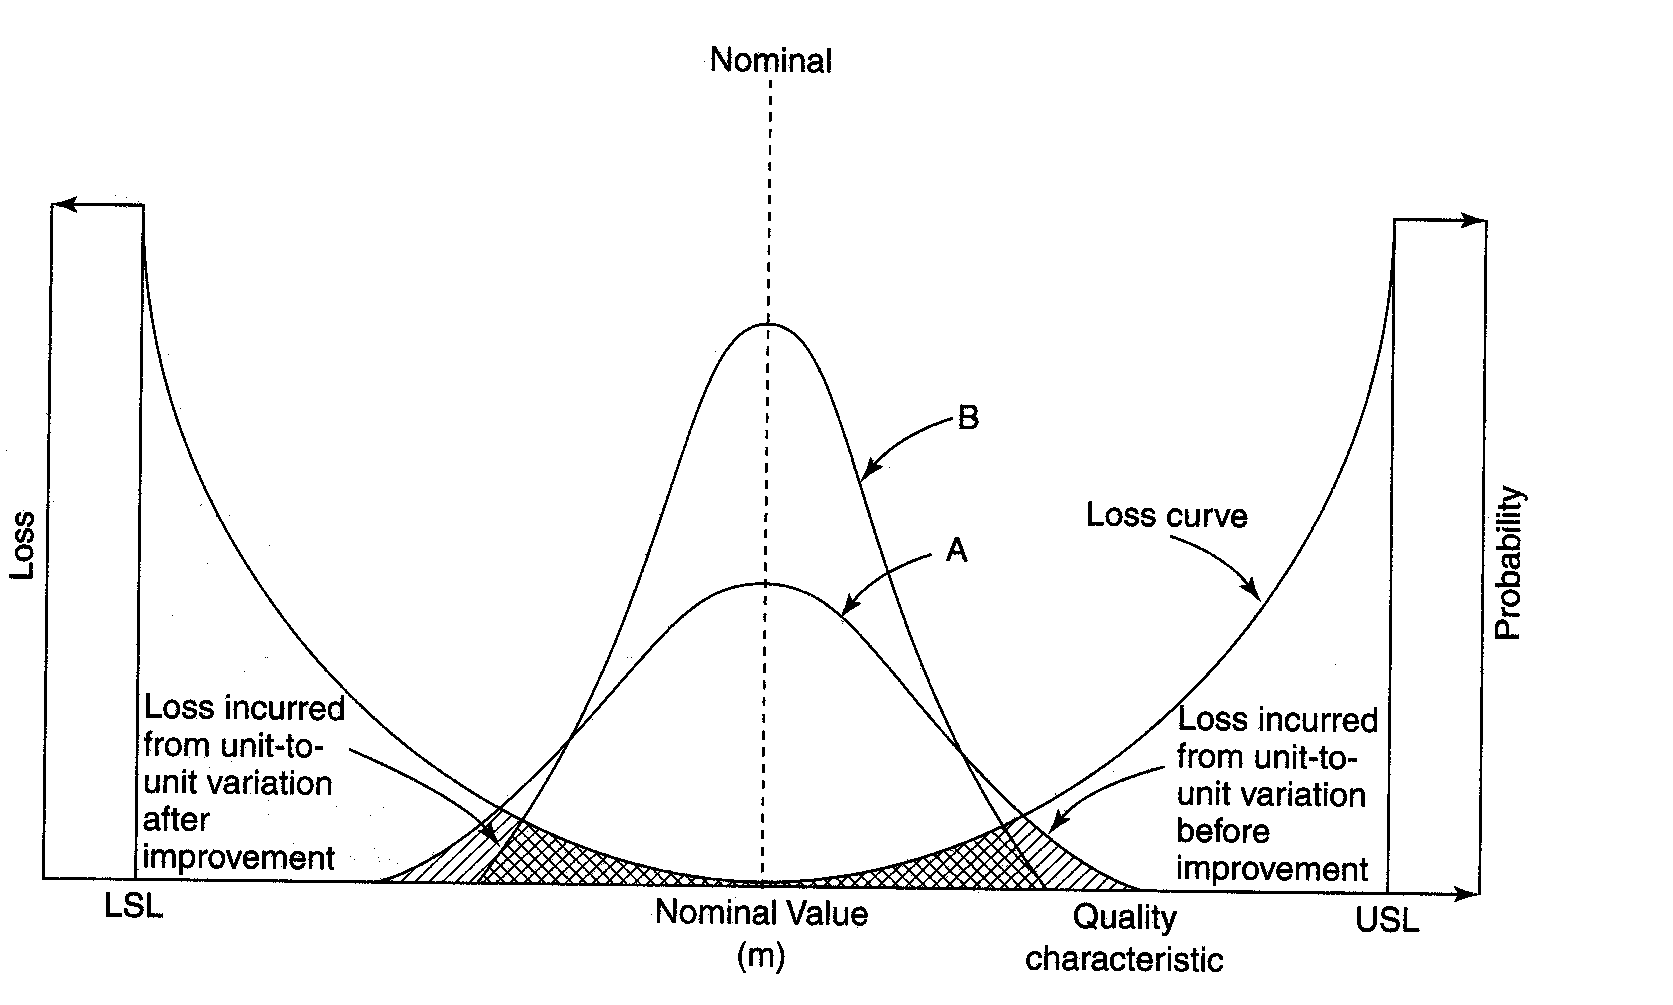 Nominal
B
A
Loss curve
Loss
Probability
Loss incurred
from unit-to-
unit variation
after
improvement
Loss incurred
from unit-to-
unit variation
before
improvement
LSL
Nominal Value
(m)
Quality
characteristic
USL